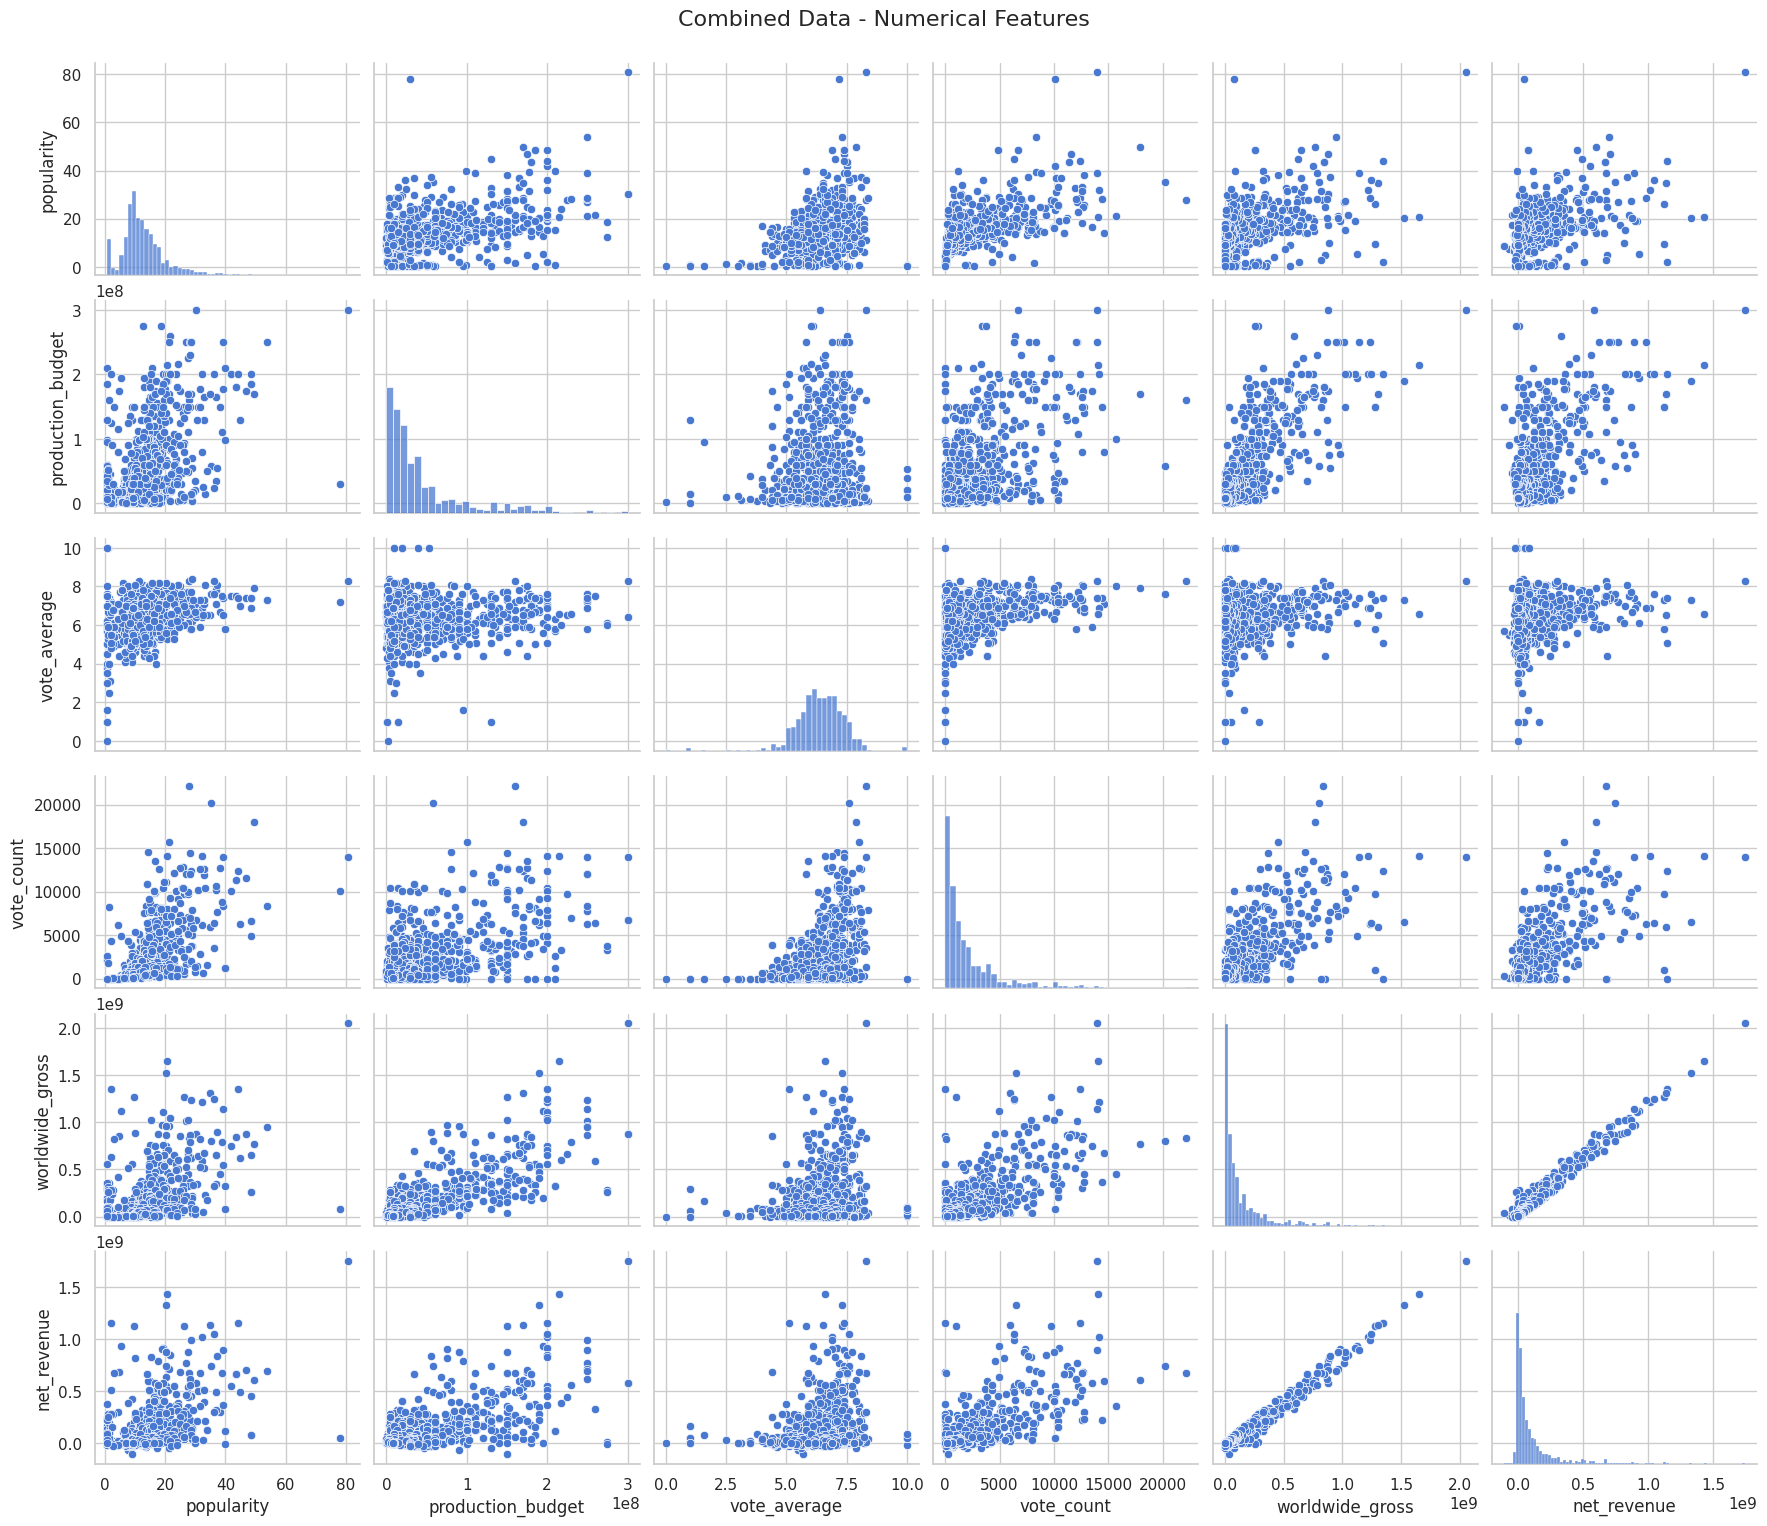 Combined Data - Numerical Features
80
60
40
20
0
popularity
1e8
3
2
1
0
production_budget
10
8
6
4
2
0
vote_average
20000
15000
10000
5000
0
vote_count
1e9
2.0
1.5
1.0
0.5
0.0
worldwide_gross
1e9
1.5
1.0
0.5
0.0
net_revenue
0 20 40 60 80
popularity
0 1 2 3
production_budget 1e8
0.0 2.5 5.0 7.5 10.0
vote_average
0 5000 10000 15000 20000
vote_count
0.0 0.5 1.0 1.5 2.0
worldwide_gross 1e9
0.0 0.5 1.0 1.5
net_revenue 1e9